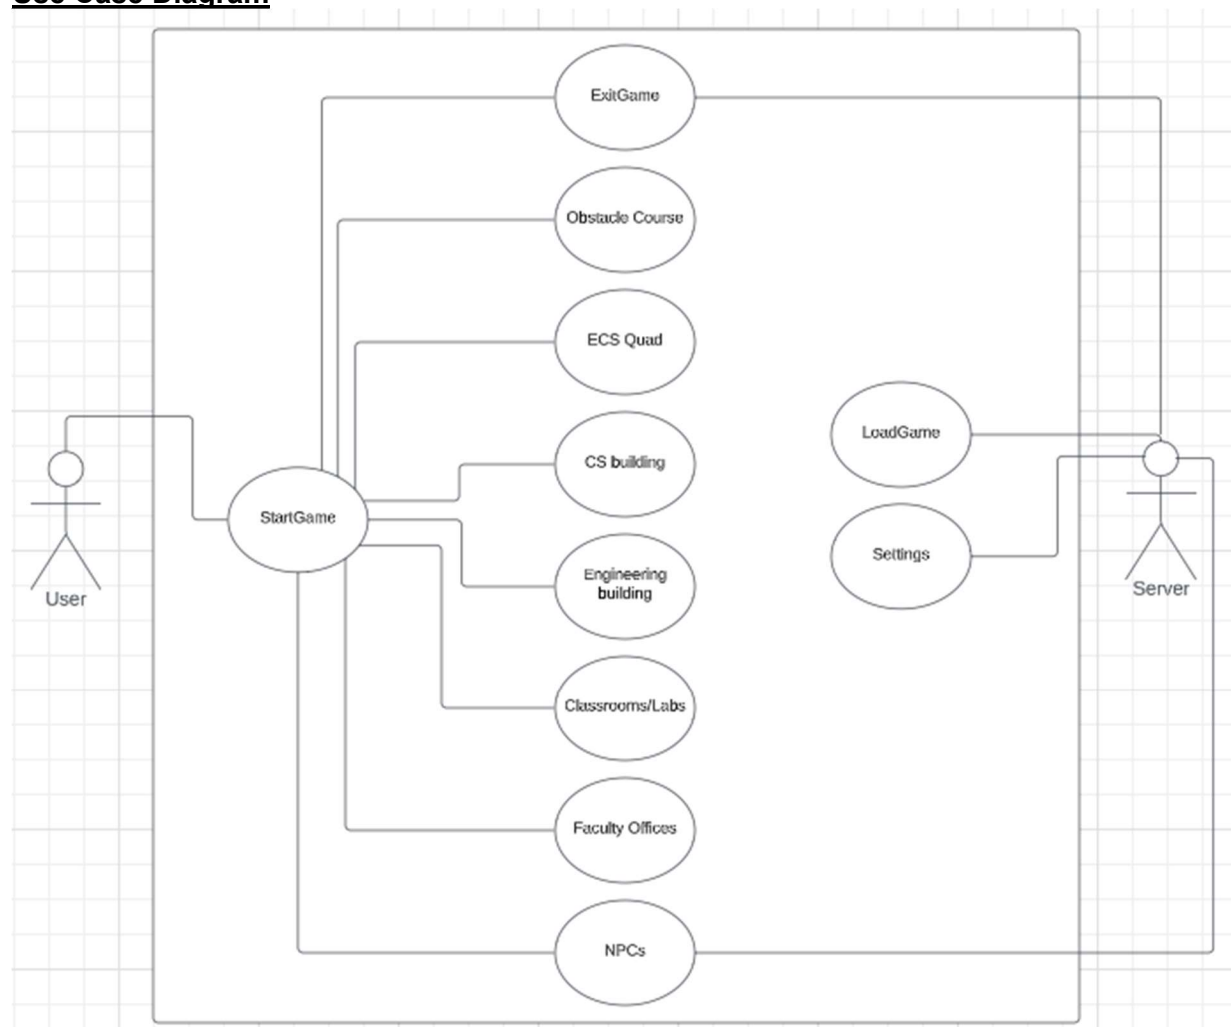 Use Case Diagram
ExitGame
Obstacle Course
ECS Quad
CS building
LoadGame
StartGame
Settings
Engineering
building
User
Server
Classrooms/Labs
Faculty Offices
NPCs